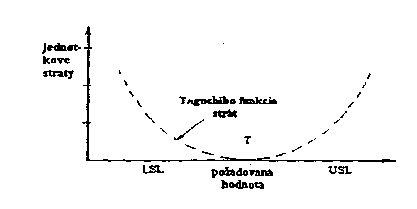 jednot-
kové
straty
Taguchiho funkcia
strát
T
LSL
požadovaná
hodnota
USL